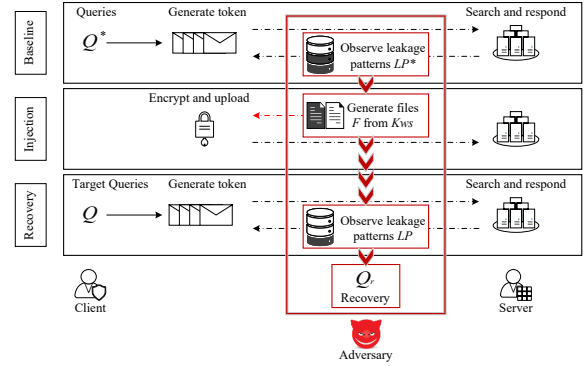 Baseline
Queries
Q*
Generate token
Observe leakage
patterns LP*
Search and respond
Injection
Encrypt and upload
Generate files
F from Kws
Recovery
Target Queries
Q
Generate token
Observe leakage
patterns LP
Search and respond
Qr
Recovery
Client
Server
Adversary